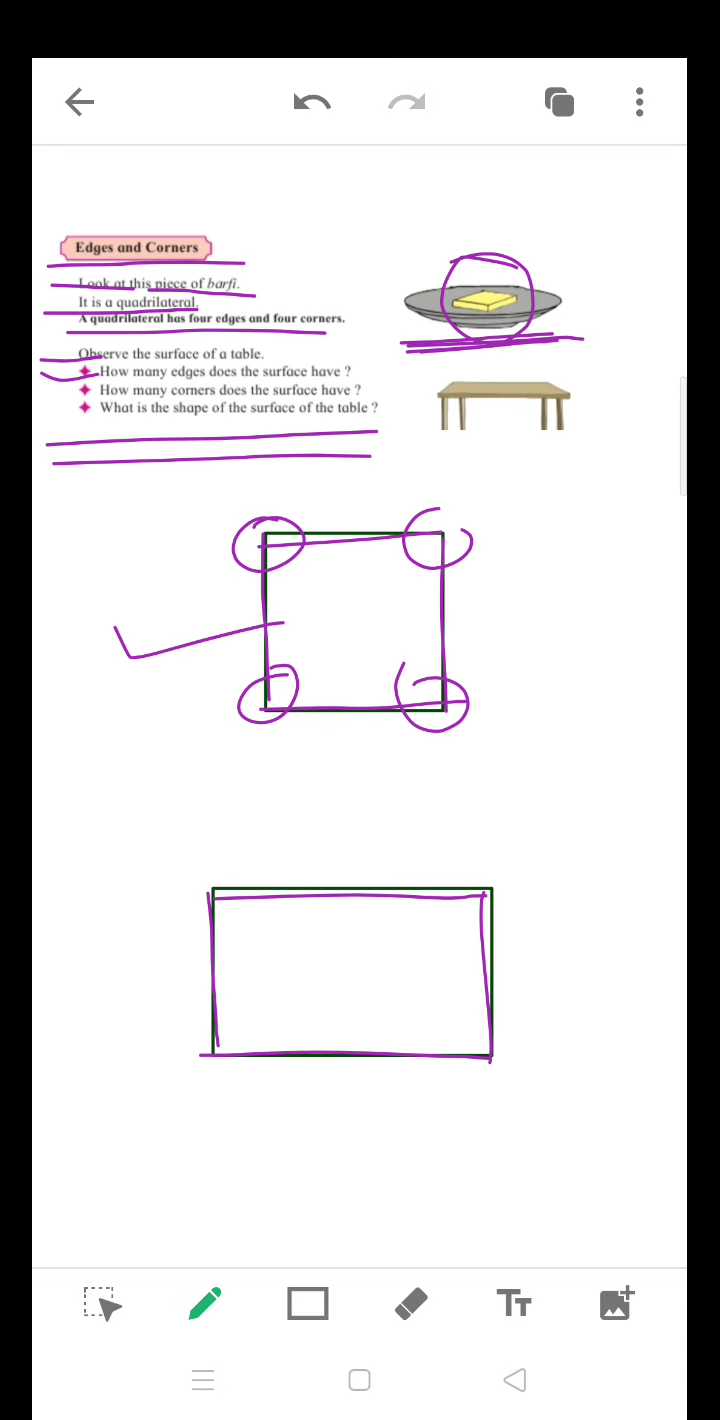 Edges and Corners
Look at this piece of barfi.
It is a quadrilateral.
A quadrilateral has four edges and four corners.
Observe the surface of a table.
How many edges does the surface have ?
How many corners does the surface have ?
What is the shape of the surface of the table ?
TT